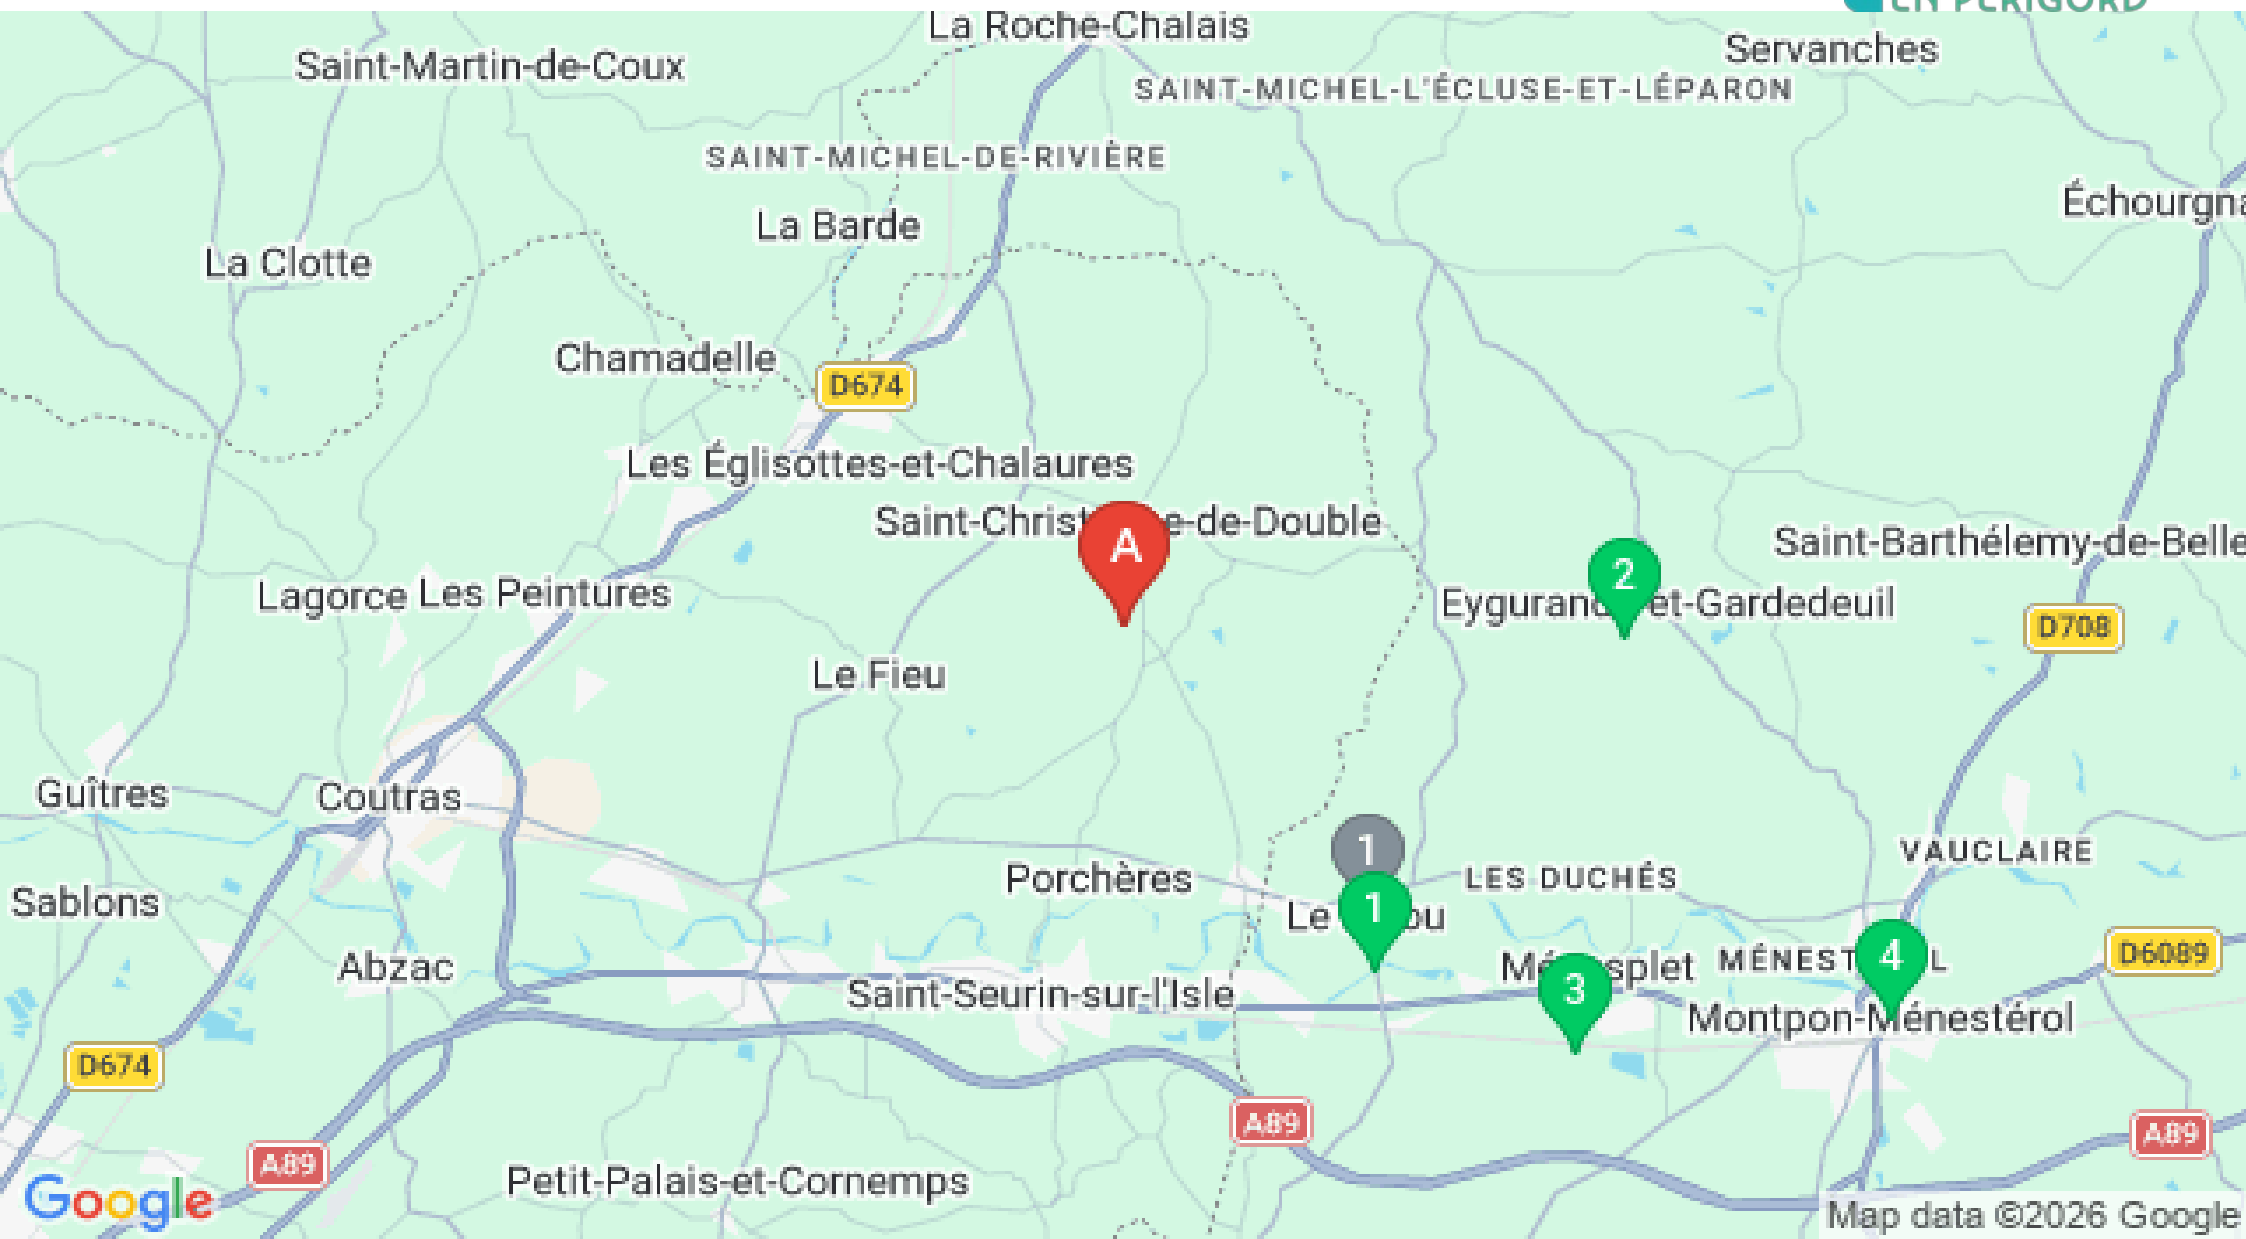 EN PÉRIGORD
La Roche-Chalais
Servanches
Saint-Martin-de-Coux
SAINT-MICHEL-L'ÉCLUSE-ET-LÉPARON
SAINT-MICHEL-DE-RIVIÈRE
Échourgna
La Barde
La Clotte
Chamadelle
D674
Les Églisottes-et-Chalaures
Saint-Christ
e-de-Double
A
Saint-Barthélemy-de-Belle
2
Lagorce
Les Peintures
Eyguran
et-Gardedeuil
D708
Le Fieu
Guîtres
Coutras
1
VAUCLAIRE
Porchères
LES DUCHÉS
Sablons
Le
1
ou
Abzac
Mé
splet
MÉNEST
4
L
D6089
Saint-Seurin-sur-l'Isle
3
Montpon-Ménestérol
D674
A89
A89
A89
Petit-Palais-et-Cornemps
Google
Map data ©2026 Google